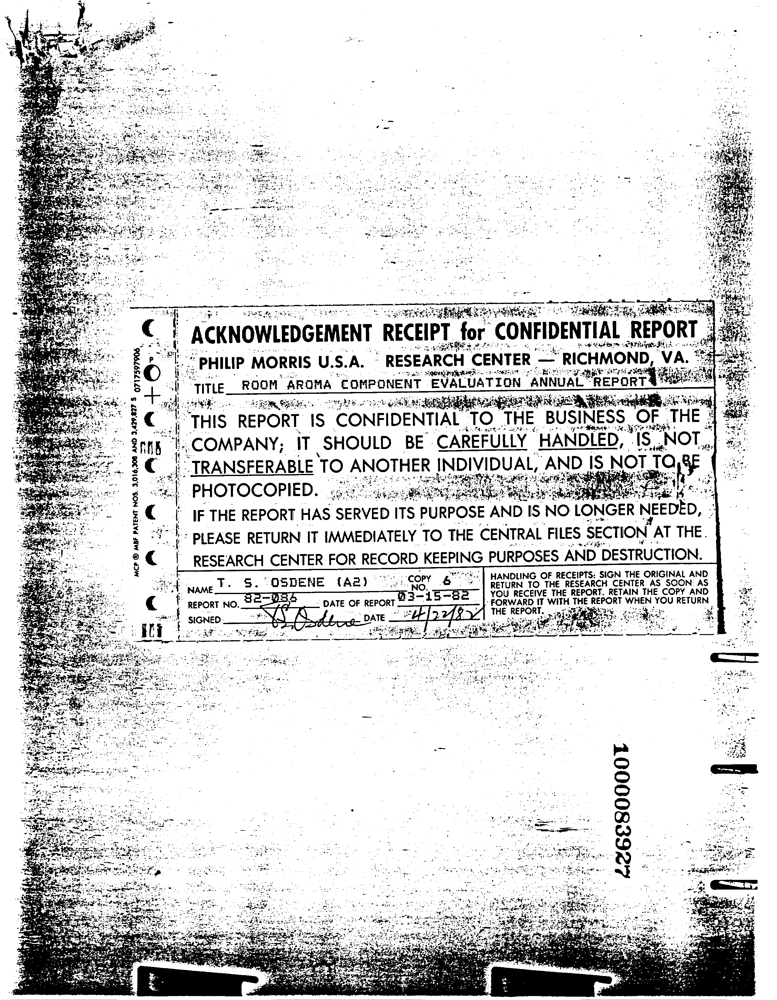 ACKNOWLEDGEMENT RECEIPT for CONFIDENTIAL REPORT
PHILIP MORRIS U.S.A. RESEARCH CENTER — RICHMOND, VA.
TITLE ROOM AROMA COMPONENT EVALUATION ANNUAL REPORT
THIS REPORT IS CONFIDENTIAL TO THE BUSINESS OF THE
COMPANY; IT SHOULD BE CAREFULLY HANDLED, IS NOT
TRANSFERABLE TO ANOTHER INDIVIDUAL, AND IS NOT TO BE
PHOTOCOPIED.
IF THE REPORT HAS SERVED ITS PURPOSE AND IS NO LONGER NEEDED,
PLEASE RETURN IT IMMEDIATELY TO THE CENTRAL FILES SECTION AT THE
RESEARCH CENTER FOR RECORD KEEPING PURPOSES AND DESTRUCTION.
NAME T. S. OSDENE (A2) COPY NO. 6
REPORT NO. 82-086 DATE OF REPORT 03-15-82
SIGNED TS Osdene DATE 4/22/82
HANDLING OF RECEIPTS: SIGN THE ORIGINAL AND
RETURN TO THE RESEARCH CENTER AS SOON AS
YOU RECEIVE THE REPORT. RETAIN THE COPY AND
FORWARD IT WITH THE REPORT WHEN YOU RETURN
THE REPORT.
MCP ® MBF PATENT NOS. 3,016,308 AND 3,429,827 S 07175977906
1000083927